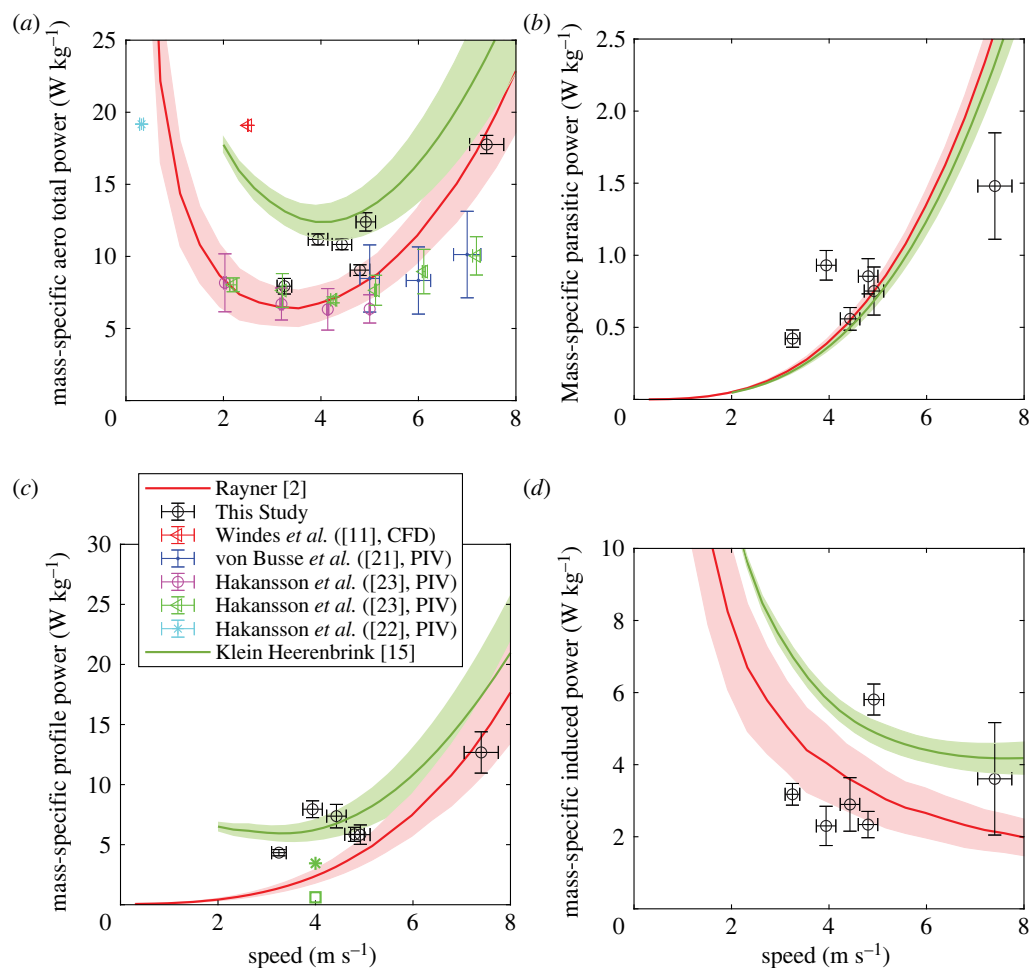 (a)
mass-specific aero total power (W kg⁻¹)
25
20
15
10
5
0
2
4
6
8
(b)
Mass-specific parasitic power (W kg⁻¹)
2.5
2.0
1.5
1.0
0.5
0
2
4
6
8
(c)
mass-specific profile power (W kg⁻¹)
30
25
20
15
10
5
0
2
4
6
8
speed (m s⁻¹)
Rayner [2]
This Study
Windes et al ([11], CFD)
von Busse et al ([21], PIV)
Hakansson et al. ([23], PIV)
Hakansson et al. ([23], PIV)
Hakansson et al. ([22], PIV)
Klein Heerenbrink [15]
(d)
mass-specific induced power (W kg⁻¹)
10
8
6
4
2
0
2
4
6
8
speed (m s⁻¹)